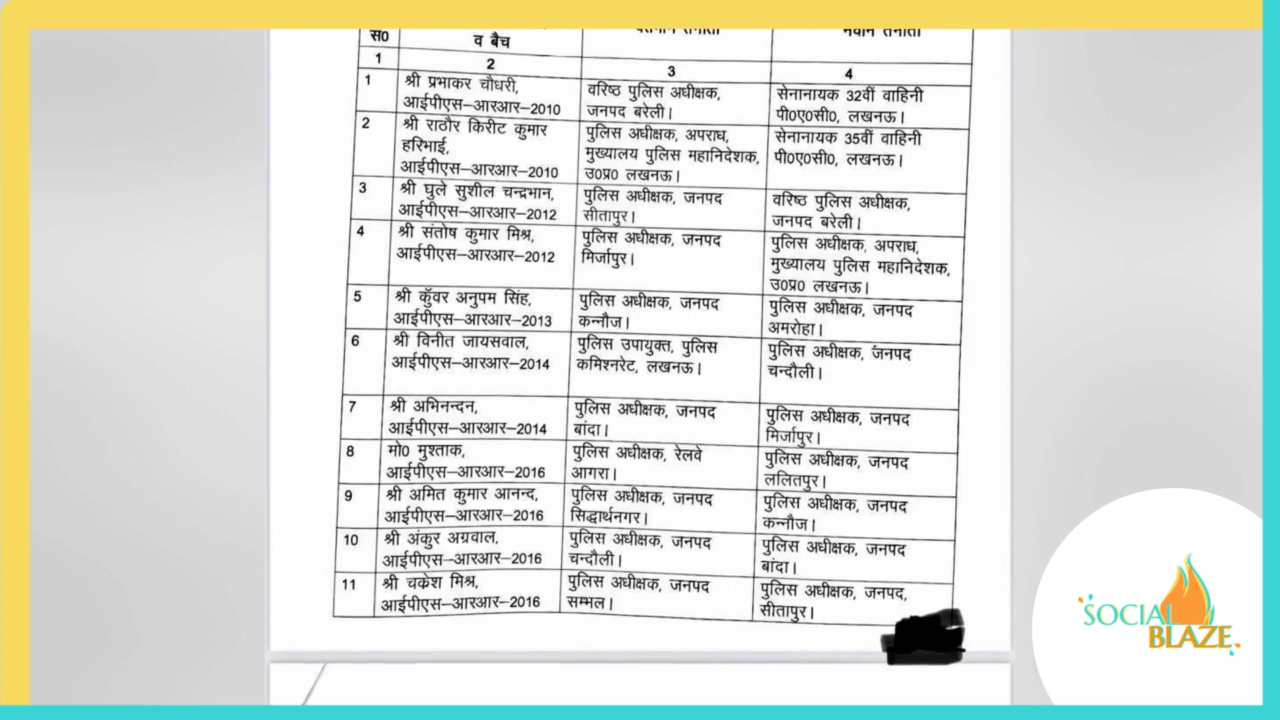 स0
व बैच
वर्तमान तैनाती
नवीन तैनाती
1
2
3
4
1
श्री प्रभाकर चौधरी,
आईपीएस–आरआर–2010
वरिष्ठ पुलिस अधीक्षक,
जनपद बरेली।
सेनानायक 32वीं वाहिनी
पी0ए0सी0, लखनऊ।
2
श्री राठौर किरीट कुमार
हरिभाई,
आईपीएस–आरआर–2010
पुलिस अधीक्षक, अपराध,
मुख्यालय पुलिस महानिदेशक,
उ0प्र0 लखनऊ।
सेनानायक 35वीं वाहिनी
पी0ए0सी0, लखनऊ।
3
श्री घुले सुशील चन्द्रभान,
आईपीएस–आरआर–2012
पुलिस अधीक्षक, जनपद
सीतापुर।
वरिष्ठ पुलिस अधीक्षक,
जनपद बरेली।
4
श्री संतोष कुमार मिश्र,
आईपीएस–आरआर–2012
पुलिस अधीक्षक, जनपद
मिर्जापुर।
पुलिस अधीक्षक, अपराध,
मुख्यालय पुलिस महानिदेशक,
उ0प्र0 लखनऊ।
5
श्री कुँवर अनुपम सिंह,
आईपीएस–आरआर–2013
पुलिस अधीक्षक, जनपद
कन्नौज।
पुलिस अधीक्षक, जनपद
अमरोहा।
6
श्री विनीत जायसवाल,
आईपीएस–आरआर–2014
पुलिस उपायुक्त, पुलिस
कमिश्नरेट, लखनऊ।
पुलिस अधीक्षक, जनपद
चन्दौली।
7
श्री अभिनन्दन,
आईपीएस–आरआर–2014
पुलिस अधीक्षक, जनपद
बांदा।
पुलिस अधीक्षक, जनपद
मिर्जापुर।
8
मो0 मुश्ताक,
आईपीएस–आरआर–2016
पुलिस अधीक्षक, रेलवे
आगरा।
पुलिस अधीक्षक, जनपद
ललितपुर।
9
श्री अमित कुमार आनन्द,
आईपीएस–आरआर–2016
पुलिस अधीक्षक, जनपद
सिद्धार्थनगर।
पुलिस अधीक्षक, जनपद
कन्नौज।
10
श्री अंकुर अग्रवाल,
आईपीएस–आरआर–2016
पुलिस अधीक्षक, जनपद
चन्दौली।
पुलिस अधीक्षक, जनपद
बांदा।
11
श्री चक्रेश मिश्र,
आईपीएस–आरआर–2016
पुलिस अधीक्षक, जनपद
सम्भल।
पुलिस अधीक्षक, जनपद,
सीतापुर।
SOCIAL
BLAZE